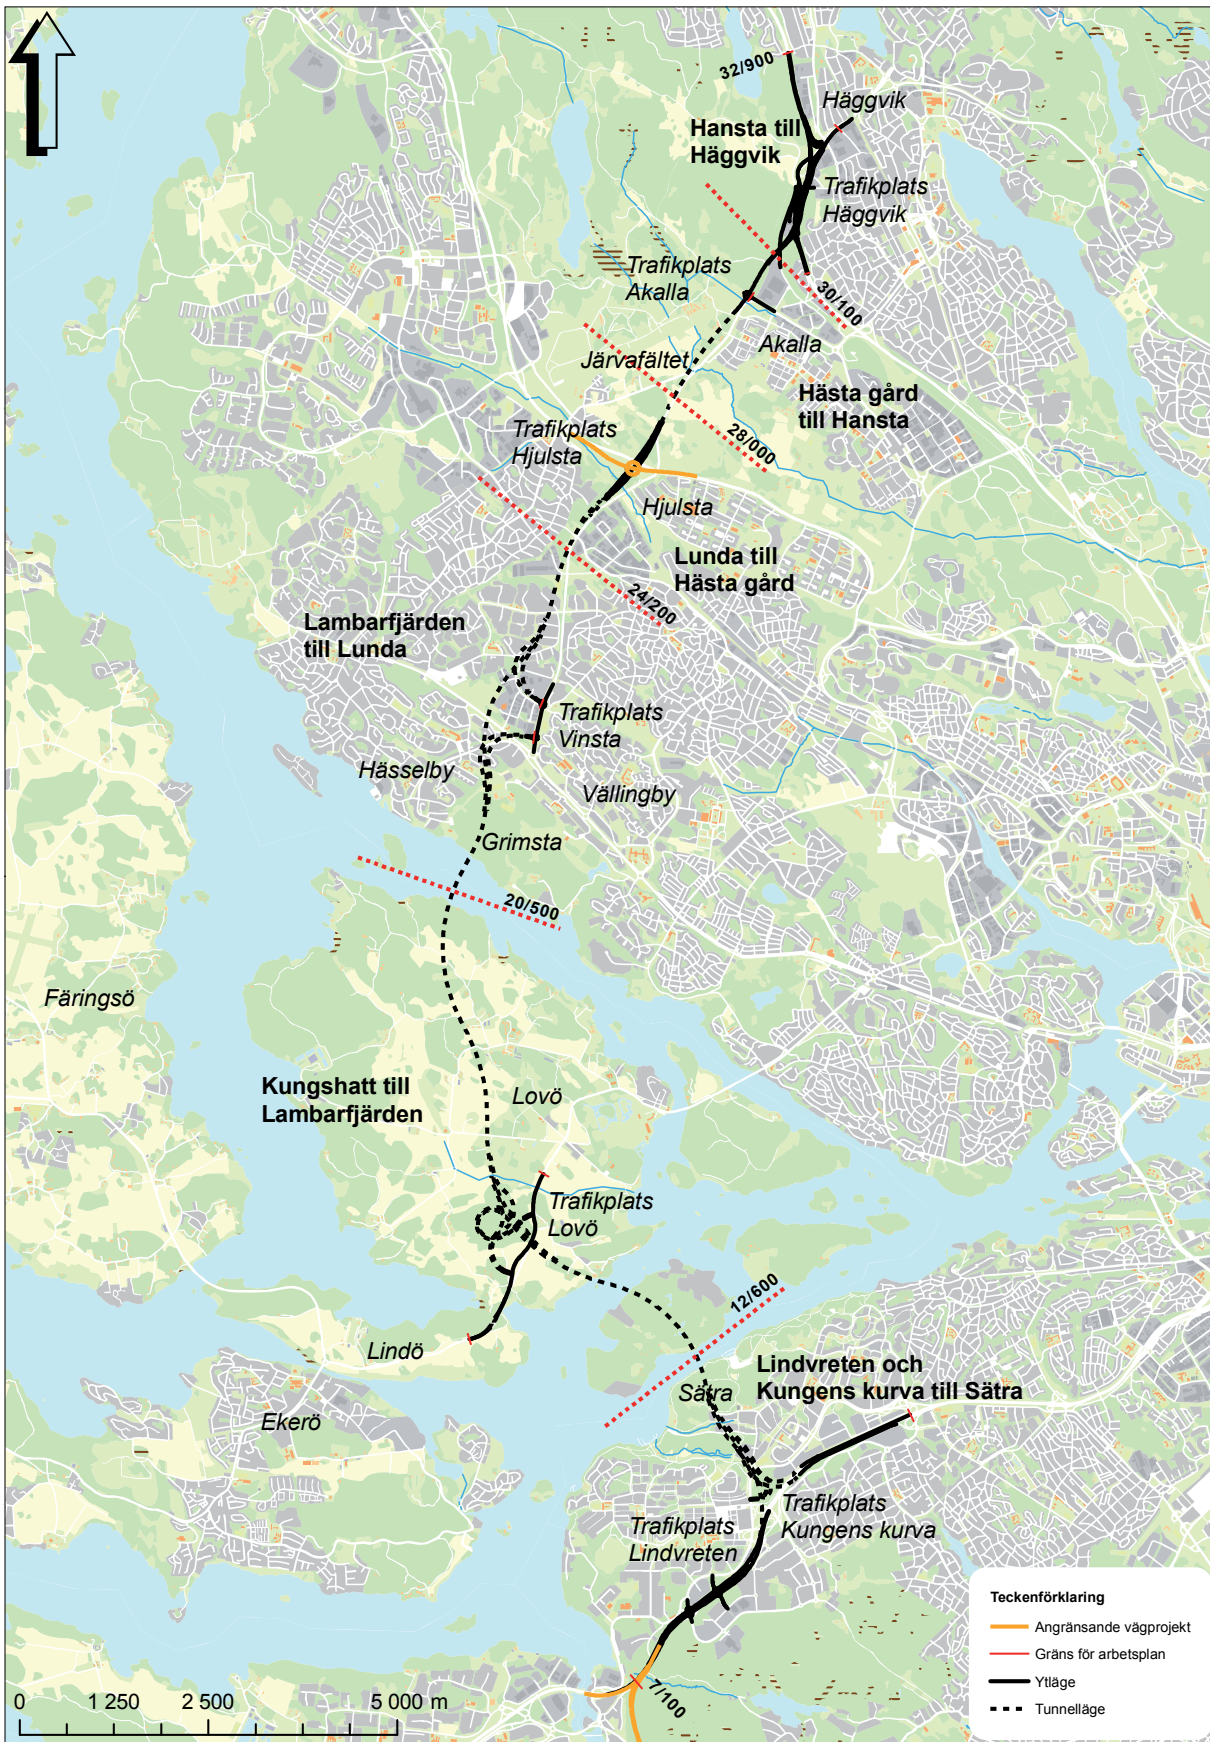 32/900
Häggvik
Hansta till
Häggvik
Trafikplats
Häggvik
Trafikplats
Akalla
30/100
Akalla
Järvafältet
Hästa gård
till Hansta
Trafikplats
Hjulsta
28/000
Hjulsta
Lunda till
Hästa gård
24/200
Lambarfjärden
till Lunda
Trafikplats
Vinsta
Hässelby
Vällingby
Grimsta
20/500
Färingsö
Kungshatt till
Lambarfjärden
Lovö
Trafikplats
Lovö
12/600
Lindö
Lindvreten och
Kungens kurva till Sätra
Sätra
Ekerö
Trafikplats
Kungens kurva
Trafikplats
Lindvreten
7/100
Teckenförklaring
Angränsande vägprojekt
Gräns för arbetsplan
Ytläge
Tunnelläge
0 1 250 2 500 5 000 m